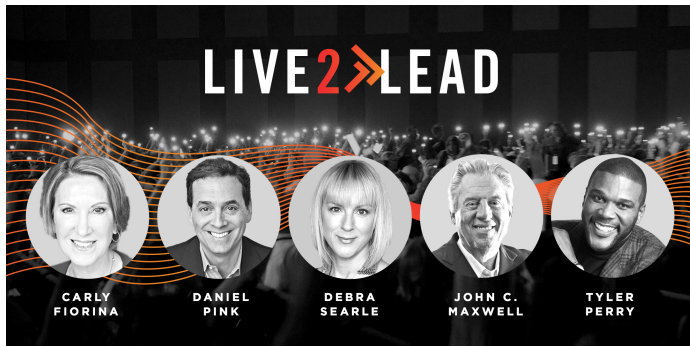 LIVE2LEAD
CARLY
FIORINA
DANIEL
PINK
DEBRA
SEARLE
JOHN C.
MAXWELL
TYLER
PERRY